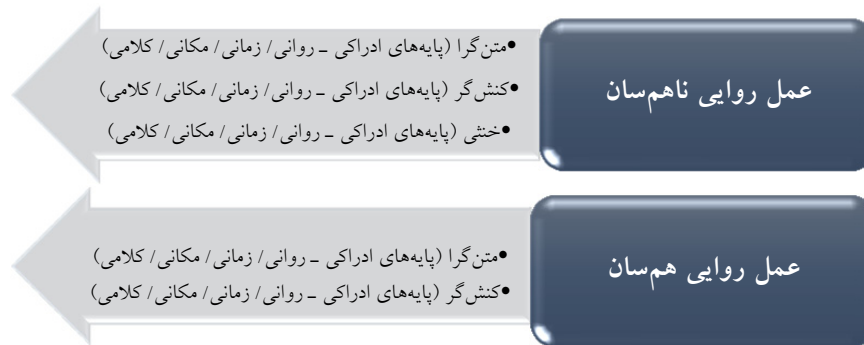 عمل روایی ناهم‌سان
•متن‌گرا (پایه‌های ادراکی ـ روانی/ زمانی/ مکانی/ کلامی)
•کنش‌گر (پایه‌های ادراکی ـ روانی/ زمانی/ مکانی/ کلامی)
•خنثی (پایه‌های ادراکی ـ روانی/ زمانی/ مکانی/ کلامی)
عمل روایی هم‌سان
•متن‌گرا (پایه‌های ادراکی ـ روانی/ زمانی/ مکانی/ کلامی)
•کنش‌گر (پایه‌های ادراکی ـ روانی/ زمانی/ مکانی/ کلامی)